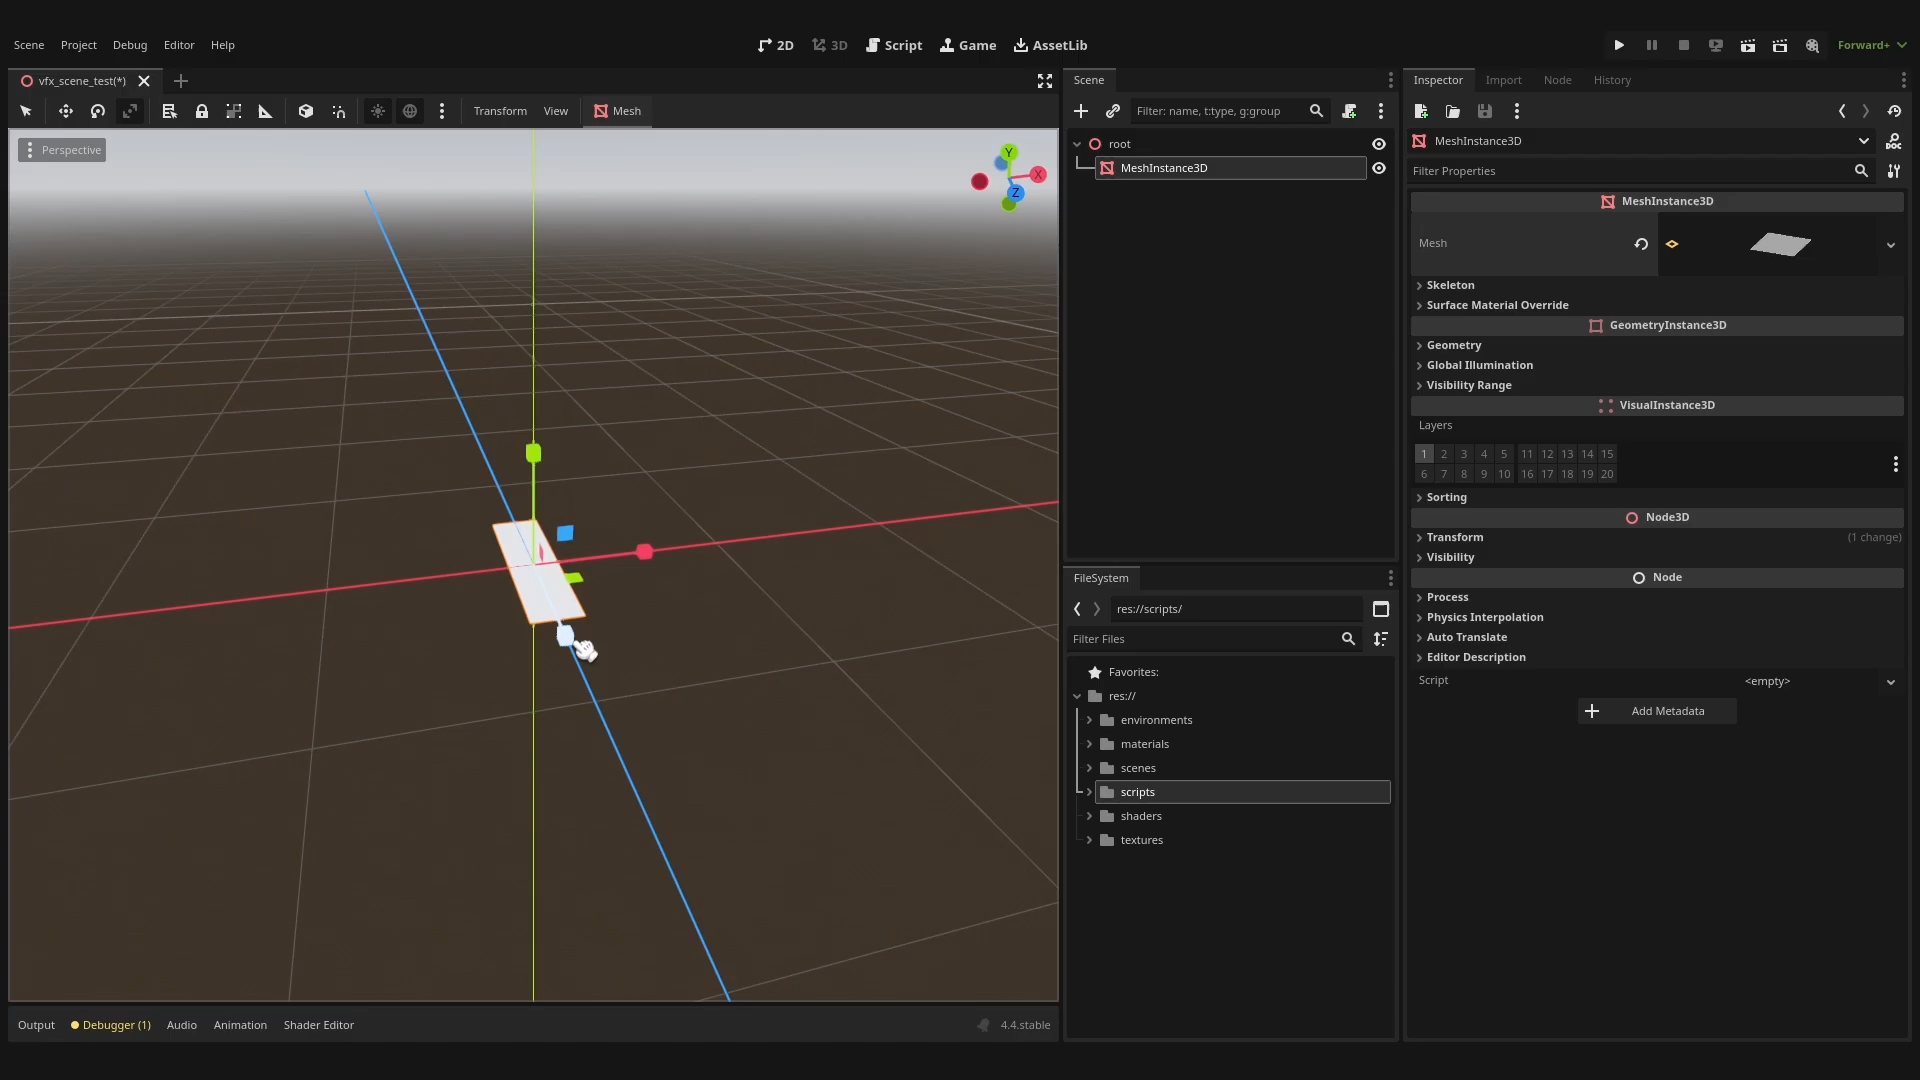 Scene Project Debug Editor Help 2D 3D Script Game AssetLib Forward+
vfx_scene_test(*)
Transform View Mesh
Perspective
Y
X
Z
Output Debugger (1) Audio Animation Shader Editor 4.4.stable
Scene
Filter: name, t:type, g:group
root
MeshInstance3D
FileSystem
res://scripts/
Filter Files
Favorites:
res://
environments
materials
scenes
scripts
shaders
textures
Inspector Import Node History
MeshInstance3D
DOC
Filter Properties
MeshInstance3D
Mesh
Skeleton
Surface Material Override
GeometryInstance3D
Geometry
Global Illumination
Visibility Range
VisualInstance3D
Layers
1 2 3 4 5 11 12 13 14 15
6 7 8 9 10 16 17 18 19 20
Sorting
Node3D
Transform (1 change)
Visibility
Node
Process
Physics Interpolation
Auto Translate
Editor Description
Script <empty>
Add Metadata